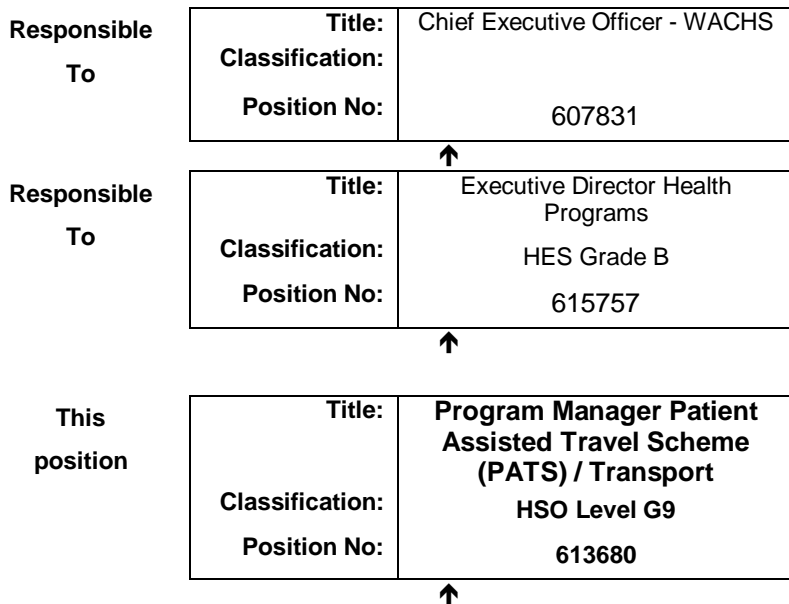 Responsible To
Title: Chief Executive Officer - WACHS
Classification:
Position No: 607831
↑
Responsible To
Title: Executive Director Health
Programs
Classification: HES Grade B
Position No: 615757
↑
This position
Title: Program Manager Patient
Assisted Travel Scheme
(PATS) / Transport
Classification: HSO Level G9
Position No: 613680
↑